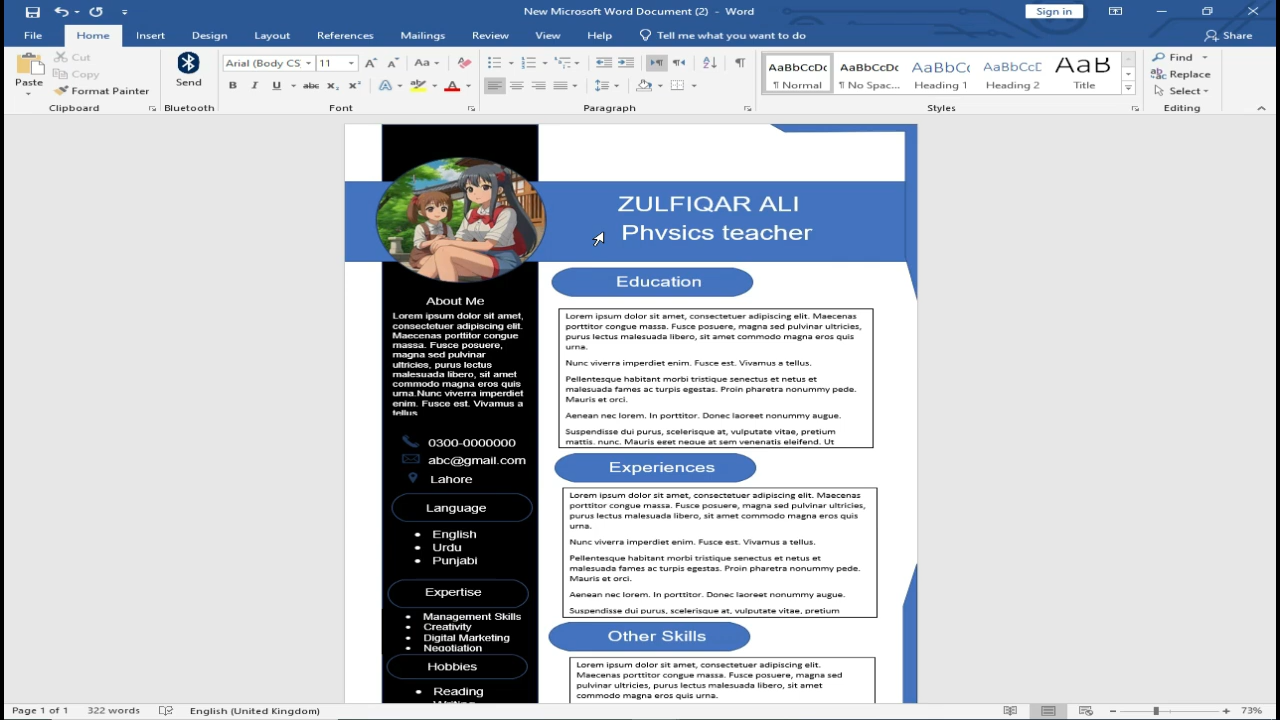 New Microsoft Word Document (2) - Word
Sign in
File Home Insert Design Layout References Mailings Review View Help Tell me what you want to do Share
Paste
Cut
Copy
Format Painter
Clipboard
Send
Bluetooth
Arial (Body CS 11
Aa
B I U abc
A A
Font
Paragraph
AaBbCcDc AaBbCcDc AaBbCc AaBbCcD AaB
¶ Normal ¶ No Spac... Heading 1 Heading 2 Title
Styles
Find
Replace
Select
Editing
ZULFIQAR ALI
Physics teacher
About Me
Lorem ipsum dolor sit amet,
consectetuer adipiscing elit.
Maecenas porttitor congue
massa. Fusce posuere,
magna sed pulvinar
ultricies, purus lectus
malesuada libero, sit amet
commodo magna eros quis
urna.Nunc viverra imperdiet
enim. Fusce est. Vivamus a
tellus.
0300-0000000
abc@gmail.com
Lahore
Language
• English
• Urdu
• Punjabi
Expertise
• Management Skills
• Creativity
• Digital Marketing
• Negotiation
Hobbies
• Reading
Writing
Education
Lorem ipsum dolor sit amet, consectetuer adipiscing elit. Maecenas
porttitor congue massa. Fusce posuere, magna sed pulvinar ultricies,
purus lectus malesuada libero, sit amet commodo magna eros quis
urna.
Nunc viverra imperdiet enim. Fusce est. Vivamus a tellus.
Pellentesque habitant morbi tristique senectus et netus et
malesuada fames ac turpis egestas. Proin pharetra nonummy pede.
Mauris et orci.
Aenean nec lorem. In porttitor. Donec laoreet nonummy augue.
Suspendisse dui purus, scelerisque at, vulputate vitae, pretium
mattis, nunc. Mauris eget neque at sem venenatis eleifend. Ut
Experiences
Lorem ipsum dolor sit amet, consectetuer adipiscing elit. Maecenas
porttitor congue massa. Fusce posuere, magna sed pulvinar ultricies,
purus lectus malesuada libero, sit amet commodo magna eros quis
urna.
Nunc viverra imperdiet enim. Fusce est. Vivamus a tellus.
Pellentesque habitant morbi tristique senectus et netus et
malesuada fames ac turpis egestas. Proin pharetra nonummy pede.
Mauris et orci.
Aenean nec lorem. In porttitor. Donec laoreet nonummy augue.
Suspendisse dui purus, scelerisque at, vulputate vitae, pretium
Other Skills
Lorem ipsum dolor sit amet, consectetuer adipiscing elit.
Maecenas porttitor congue massa. Fusce posuere, magna sed
pulvinar ultricies, purus lectus malesuada libero, sit amet
commodo magna eros quis urna.
Page 1 of 1 322 words English (United Kingdom) 73%